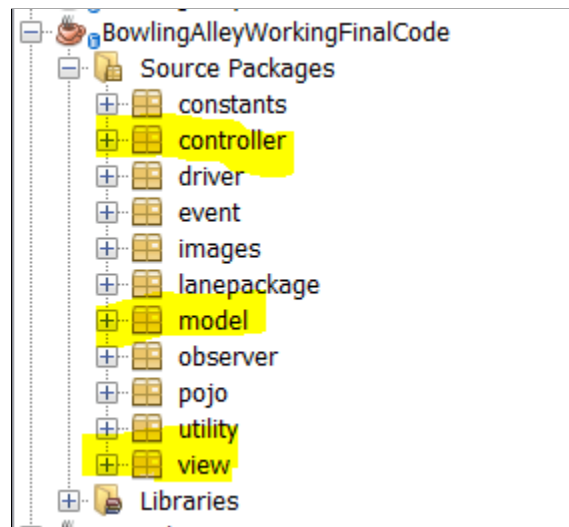 BowlingAlleyWorkingFinalCode
Source Packages
constants
controller
driver
event
images
lanepackage
model
observer
pojo
utility
view
Libraries